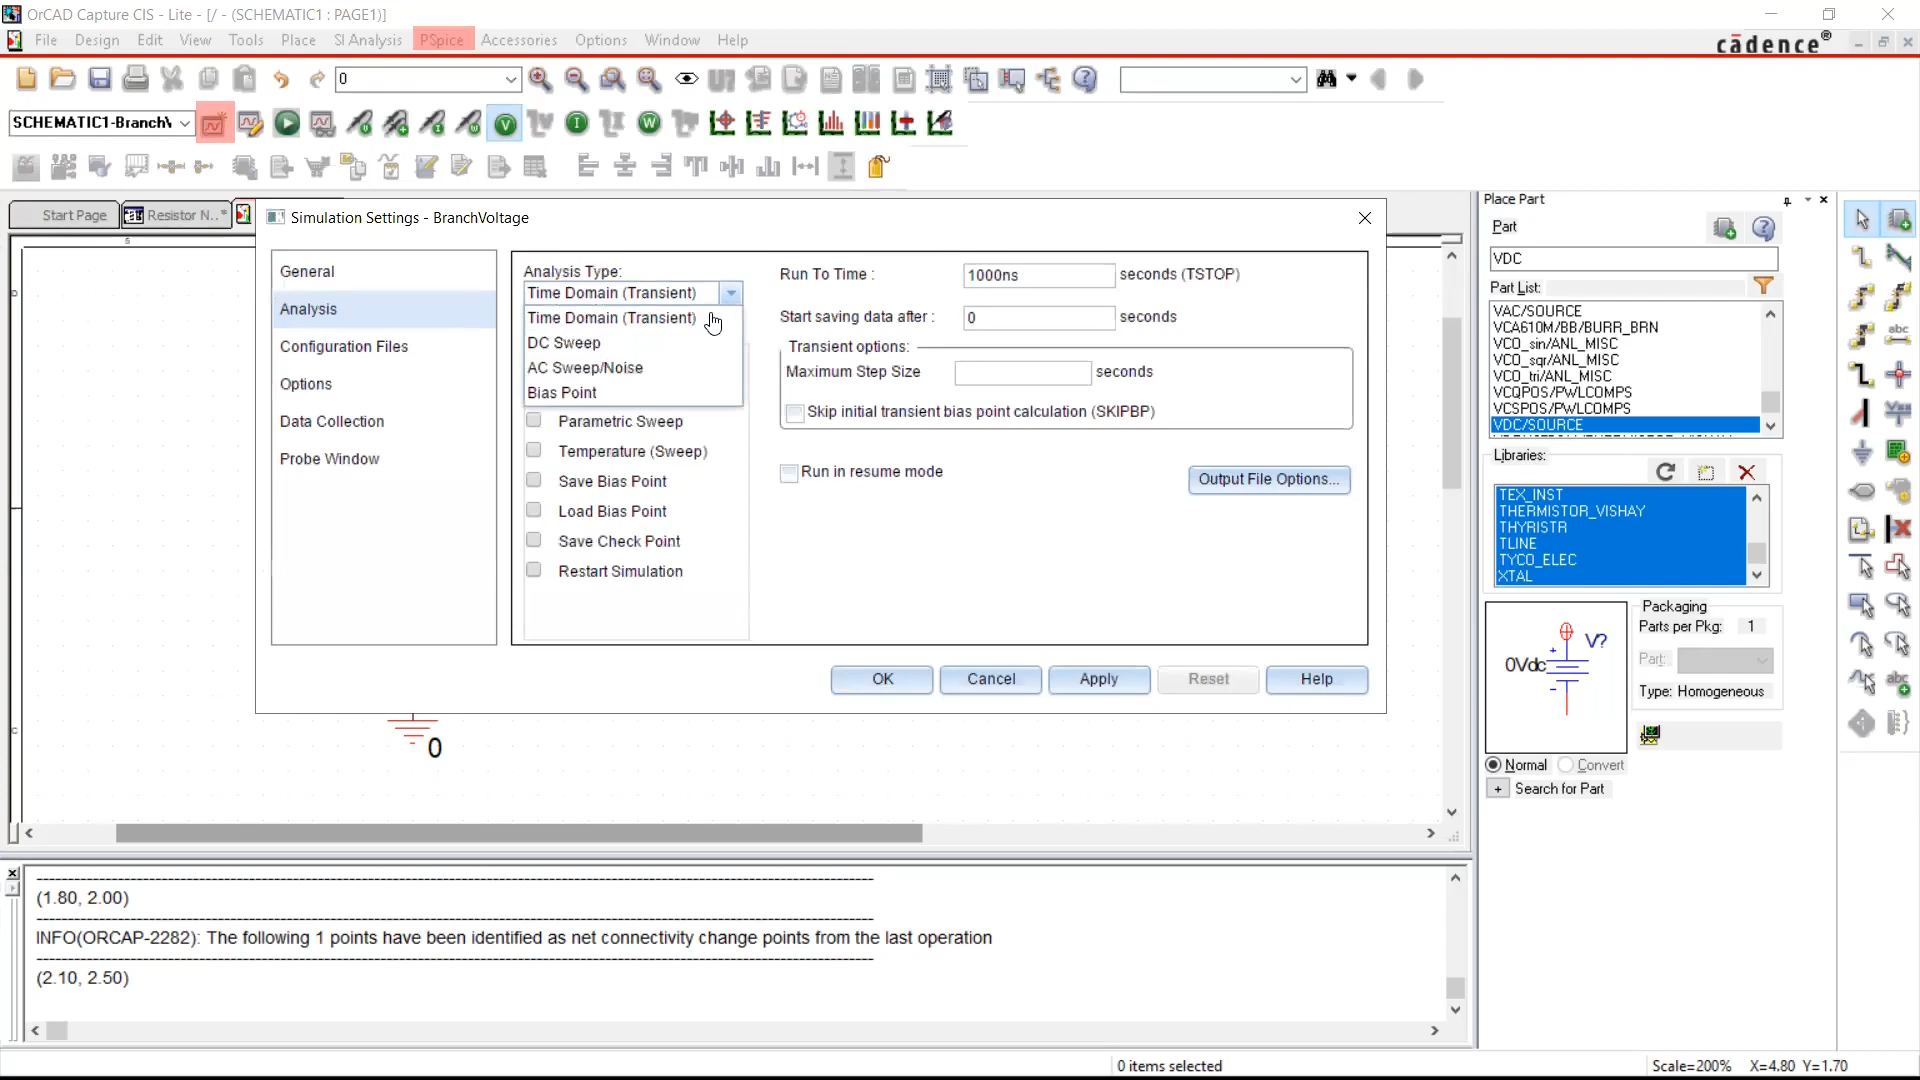 OrCAD Capture CIS - Lite - [/ - (SCHEMATIC1 : PAGE1)]
File Design Edit View Tools Place SI Analysis PSpice Accessories Options Window Help
cādence®
0
SCHEMATIC1-Branch
Start Page
Resistor N..*
Simulation Settings - BranchVoltage
General
Analysis
Configuration Files
Options
Data Collection
Probe Window
Analysis Type:
Time Domain (Transient)
Time Domain (Transient)
DC Sweep
AC Sweep/Noise
Bias Point
Parametric Sweep
Temperature (Sweep)
Save Bias Point
Load Bias Point
Save Check Point
Restart Simulation
Run To Time : 1000ns seconds (TSTOP)
Start saving data after : 0 seconds
Transient options:
Maximum Step Size seconds
Skip initial transient bias point calculation (SKIPBP)
Run in resume mode
Output File Options...
OK Cancel Apply Reset Help
0
Place Part
Part
VDC
Part List:
VAC/SOURCE
VCA610M/BB/BURR_BRN
VCO_sin/ANL_MISC
VCO_sqr/ANL_MISC
VCO_tri/ANL_MISC
VCQPOS/PWLCOMPS
VCSPOS/PWLCOMPS
VDC/SOURCE
Libraries:
TEX_INST
THERMISTOR_VISHAY
THYRISTR
TLINE
TYCO_ELEC
XTAL
V?
0Vdc
Packaging
Parts per Pkg: 1
Part:
Type: Homogeneous
Normal Convert
+ Search for Part
(1.80, 2.00)
INFO(ORCAP-2282): The following 1 points have been identified as net connectivity change points from the last operation
(2.10, 2.50)
0 items selected
Scale=200% X=4.80 Y=1.70